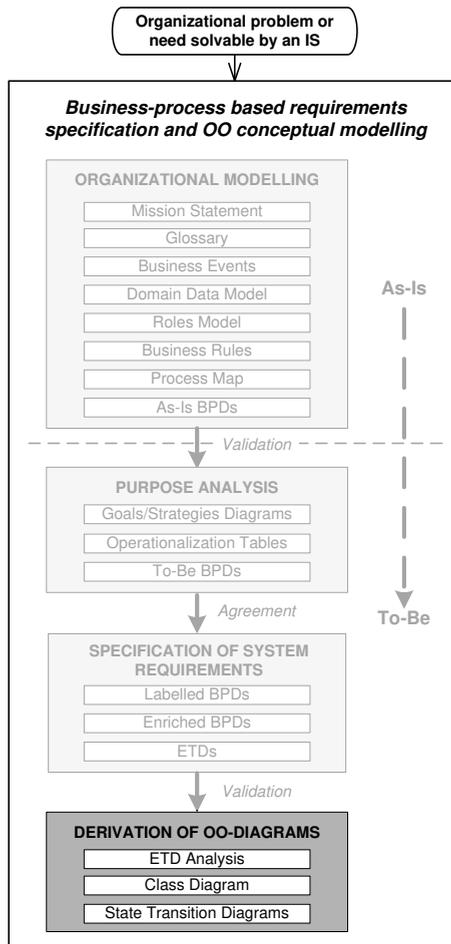 Organizational problem or
need solvable by an IS
Business-process based requirements
specification and OO conceptual modelling
ORGANIZATIONAL MODELLING
Mission Statement
Glossary
Business Events
Domain Data Model
Roles Model
Business Rules
Process Map
As-Is BPDs
As-Is
Validation
PURPOSE ANALYSIS
Goals/Strategies Diagrams
Operationalization Tables
To-Be BPDs
To-Be
Agreement
SPECIFICATION OF SYSTEM
REQUIREMENTS
Labelled BPDs
Enriched BPDs
ETDs
Validation
DERIVATION OF OO-DIAGRAMS
ETD Analysis
Class Diagram
State Transition Diagrams